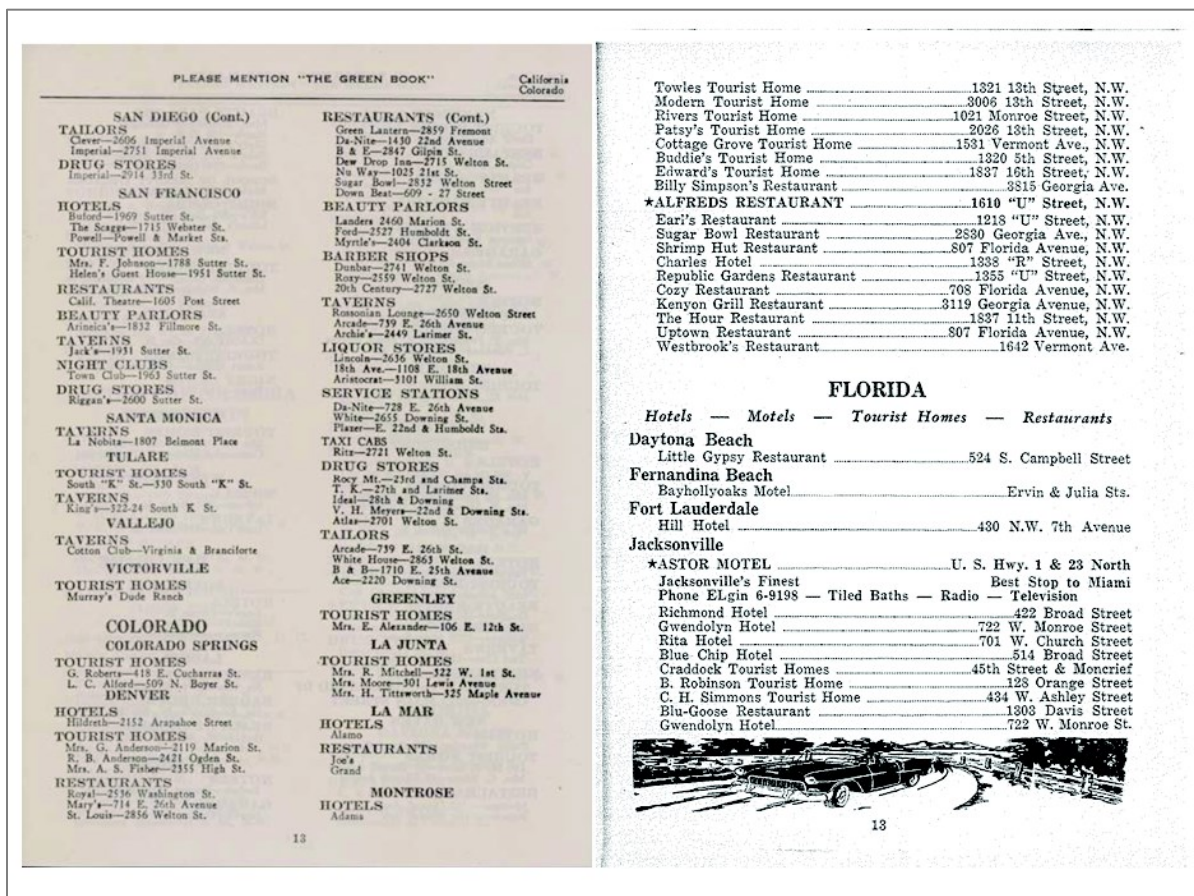 PLEASE MENTION "THE GREEN BOOK"
California
Colorado
SAN DIEGO (Cont.)
TAILORS
Clever—2606 Imperial Avenue
Imperial—2751 Imperial Avenue
DRUG STORES
Imperial—2914 33rd St.
SAN FRANCISCO
HOTELS
Buford—1969 Sutter St.
The Scaggs—1715 Webster St.
Powell—Powell & Market Sts.
TOURIST HOMES
Mrs. F. Johnson—1788 Sutter St.
Helen's Guest House—1951 Sutter St.
RESTAURANTS
Calif. Theatre—1605 Post Street
BEAUTY PARLORS
Arineica's—1832 Fillmore St.
TAVERNS
Jack's—1931 Sutter St.
NIGHT CLUBS
Town Club—1963 Sutter St.
DRUG STORES
Riggan's—2600 Sutter St.
SANTA MONICA
TAVERNS
La Nobita—1807 Belmont Place
TULARE
TOURIST HOMES
South "K" St.—330 South "K" St.
TAVERNS
King's—322-24 South K St.
VALLEJO
TAVERNS
Cotton Club—Virginia & Branciforte
VICTORVILLE
TOURIST HOMES
Murray's Dude Ranch
COLORADO
COLORADO SPRINGS
TOURIST HOMES
G. Roberts—418 E. Cucharras St.
L. C. Alford—509 N. Boyer St.
DENVER
HOTELS
Hildreth—2152 Arapahoe Street
TOURIST HOMES
Mrs. G. Anderson—2119 Marion St.
R. B. Anderson—2421 Ogden St.
Mrs. A. S. Fisher—2355 High St.
RESTAURANTS
Royal—2536 Washington St.
Mary's—714 E. 26th Avenue
St. Louis—2856 Welton St.
RESTAURANTS (Cont.)
Green Lantern—2859 Fremont
Da-Nite—1430 22nd Avenue
B & E—2847 Gilpin St.
Dew Drop Inn—2715 Welton St.
Nu Way—1025 21st St.
Sugar Bowl—2832 Welton Street
Down Beat—609 - 27 Street
BEAUTY PARLORS
Landers 2460 Marion St.
Ford—2527 Humboldt St.
Myrtle's—2404 Clarkson St.
BARBER SHOPS
Dunbar—2741 Welton St.
Roxy—2559 Welton St.
20th Century—2727 Welton St.
TAVERNS
Rossonian Lounge—2650 Welton Street
Arcade—739 E. 26th Avenue
Archie's—2449 Larimer St.
LIQUOR STORES
Lincoln—2636 Welton St.
18th Ave.—1108 E. 18th Avenue
Aristocrat—3101 William St.
SERVICE STATIONS
Da-Nite—728 E. 26th Avenue
White—2655 Downing St.
Plazer—E. 22nd & Humboldt Sts.
TAXI CABS
Ritz—2721 Welton St.
DRUG STORES
Rocy Mt.—23rd and Champa Sts.
T. K.—27th and Larimer Sts.
Ideal—28th & Downing
V. H. Meyers—22nd & Downing Sts.
Atlas—2701 Welton St.
TAILORS
Arcade—739 E. 26th St.
White House—2863 Welton St.
B & B—1710 E. 25th Avenue
Ace—2220 Downing St.
GREENLEY
TOURIST HOMES
Mrs. E. Alexander—106 E. 12th St.
LA JUNTA
TOURIST HOMES
Mrs. R. Mitchell—322 W. 1st St.
Mrs. Moore—301 Lewis Avenue
Mrs. H. Tittsworth—325 Maple Avenue
LA MAR
HOTELS
Alamo
RESTAURANTS
Joe's
Grand
MONTROSE
HOTELS
Adams
13
Towles Tourist Home 1321 13th Street, N.W.
Modern Tourist Home 3006 13th Street, N.W.
Rivers Tourist Home 1021 Monroe Street, N.W.
Patsy's Tourist Home 2026 13th Street, N.W.
Cottage Grove Tourist Home 1531 Vermont Ave., N.W.
Buddie's Tourist Home 1320 5th Street, N.W.
Edward's Tourist Home 1837 16th Street, N.W.
Billy Simpson's Restaurant 3815 Georgia Ave.
★ALFREDS RESTAURANT 1610 "U" Street, N.W.
Earl's Restaurant 1218 "U" Street, N.W.
Sugar Bowl Restaurant 2830 Georgia Ave., N.W.
Shrimp Hut Restaurant 807 Florida Avenue, N.W.
Charles Hotel 1338 "R" Street, N.W.
Republic Gardens Restaurant 1355 "U" Street, N.W.
Cozy Restaurant 708 Florida Avenue, N.W.
Kenyon Grill Restaurant 3119 Georgia Avenue, N.W.
The Hour Restaurant 1837 11th Street, N.W.
Uptown Restaurant 807 Florida Avenue, N.W.
Westbrook's Restaurant 1642 Vermont Ave.
FLORIDA
Hotels — Motels — Tourist Homes — Restaurants
Daytona Beach
Little Gypsy Restaurant 524 S. Campbell Street
Fernandina Beach
Bayhollyoaks Motel Ervin & Julia Sts.
Fort Lauderdale
Hill Hotel 430 N.W. 7th Avenue
Jacksonville
★ASTOR MOTEL U. S. Hwy. 1 & 23 North
Jacksonville's Finest Best Stop to Miami
Phone ELgin 6-9198 — Tiled Baths — Radio — Television
Richmond Hotel 422 Broad Street
Gwendolyn Hotel 722 W. Monroe Street
Rita Hotel 701 W. Church Street
Blue Chip Hotel 514 Broad Street
Craddock Tourist Homes 45th Street & Moncrief
B. Robinson Tourist Home 128 Orange Street
C. H. Simmons Tourist Home 434 W. Ashley Street
Blu-Goose Restaurant 1303 Davis Street
Gwendolyn Hotel 722 W. Monroe St.
13